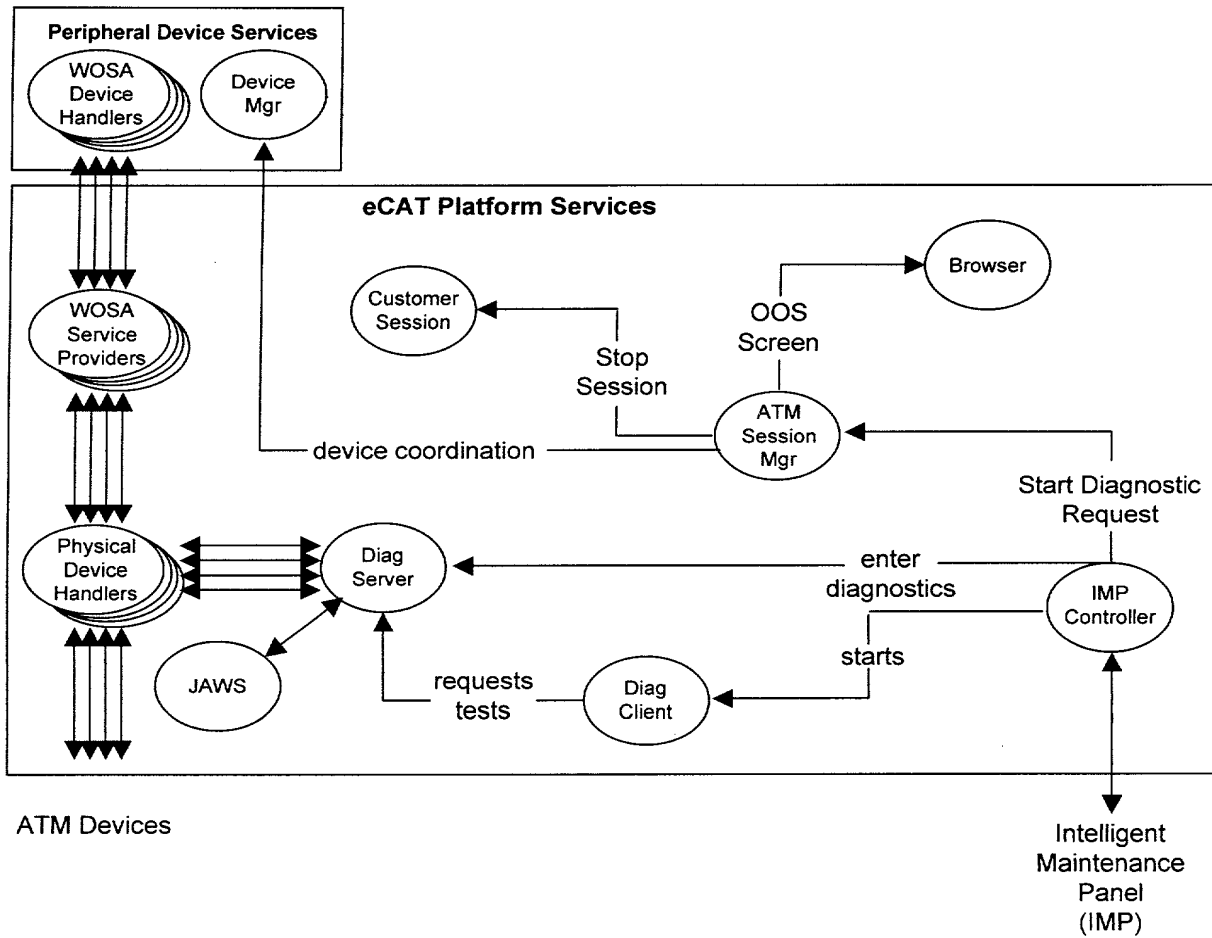 Peripheral Device Services
WOSA
Device
Handlers
Device
Mgr
eCAT Platform Services
WOSA
Service
Providers
Customer
Session
Browser
OOS
Screen
Stop
Session
ATM
Session
Mgr
device coordination
Start Diagnostic
Request
Physical
Device
Handlers
Diag
Server
enter
diagnostics
IMP
Controller
JAWS
requests
tests
Diag
Client
starts
ATM Devices
Intelligent
Maintenance
Panel
(IMP)